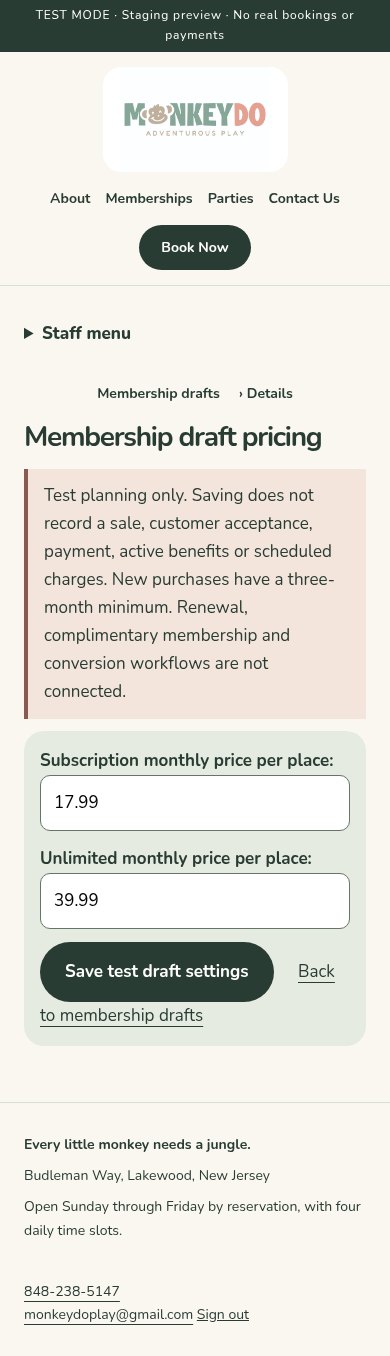 TEST MODE · Staging preview · No real bookings or
payments
MONKEYDO
ADVENTUROUS PLAY
About Memberships Parties Contact Us
Book Now
▶ Staff menu
Membership drafts › Details
Membership draft pricing
Test planning only. Saving does not
record a sale, customer acceptance,
payment, active benefits or scheduled
charges. New purchases have a three-
month minimum. Renewal,
complimentary membership and
conversion workflows are not
connected.
Subscription monthly price per place:
17.99
Unlimited monthly price per place:
39.99
Save test draft settings Back
to membership drafts
Every little monkey needs a jungle.
Budleman Way, Lakewood, New Jersey
Open Sunday through Friday by reservation, with four
daily time slots.
848-238-5147
monkeydoplay@gmail.com Sign out